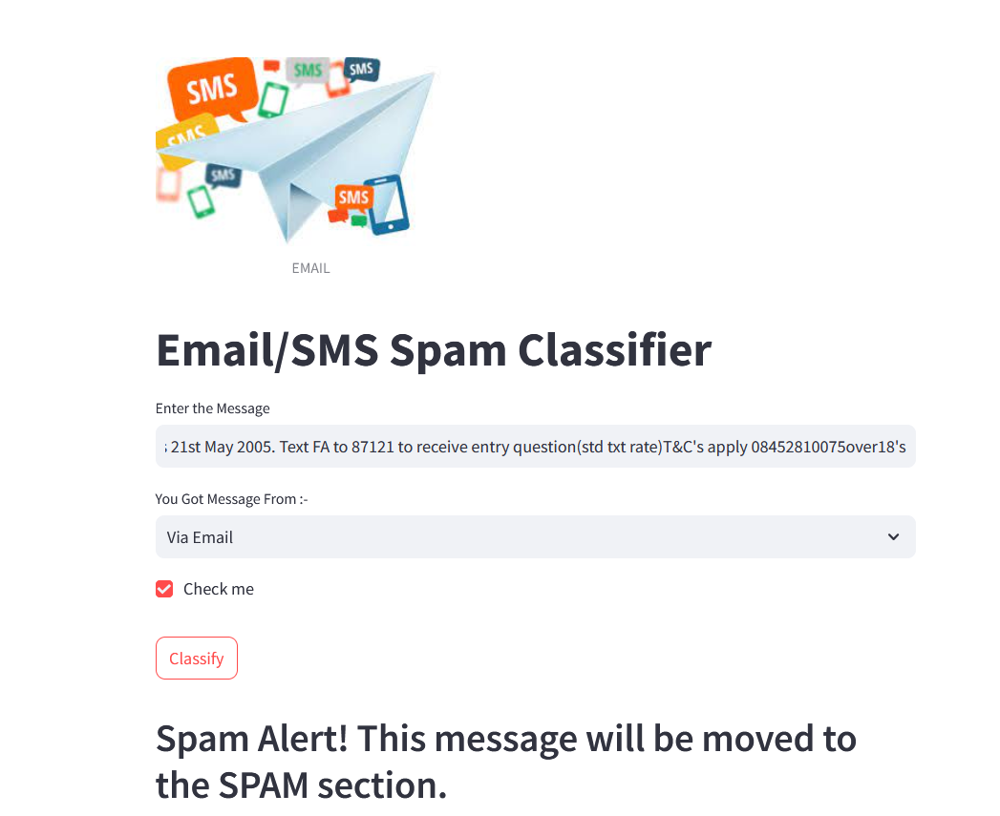 SMS
SMS
SMS
SMS
SMS
SMS
EMAIL
Email/SMS Spam Classifier
Enter the Message
21st May 2005. Text FA to 87121 to receive entry question(std txt rate)T&C's apply 08452810075over18's
You Got Message From :-
Via Email
Check me
Classify
Spam Alert! This message will be moved to
the SPAM section.